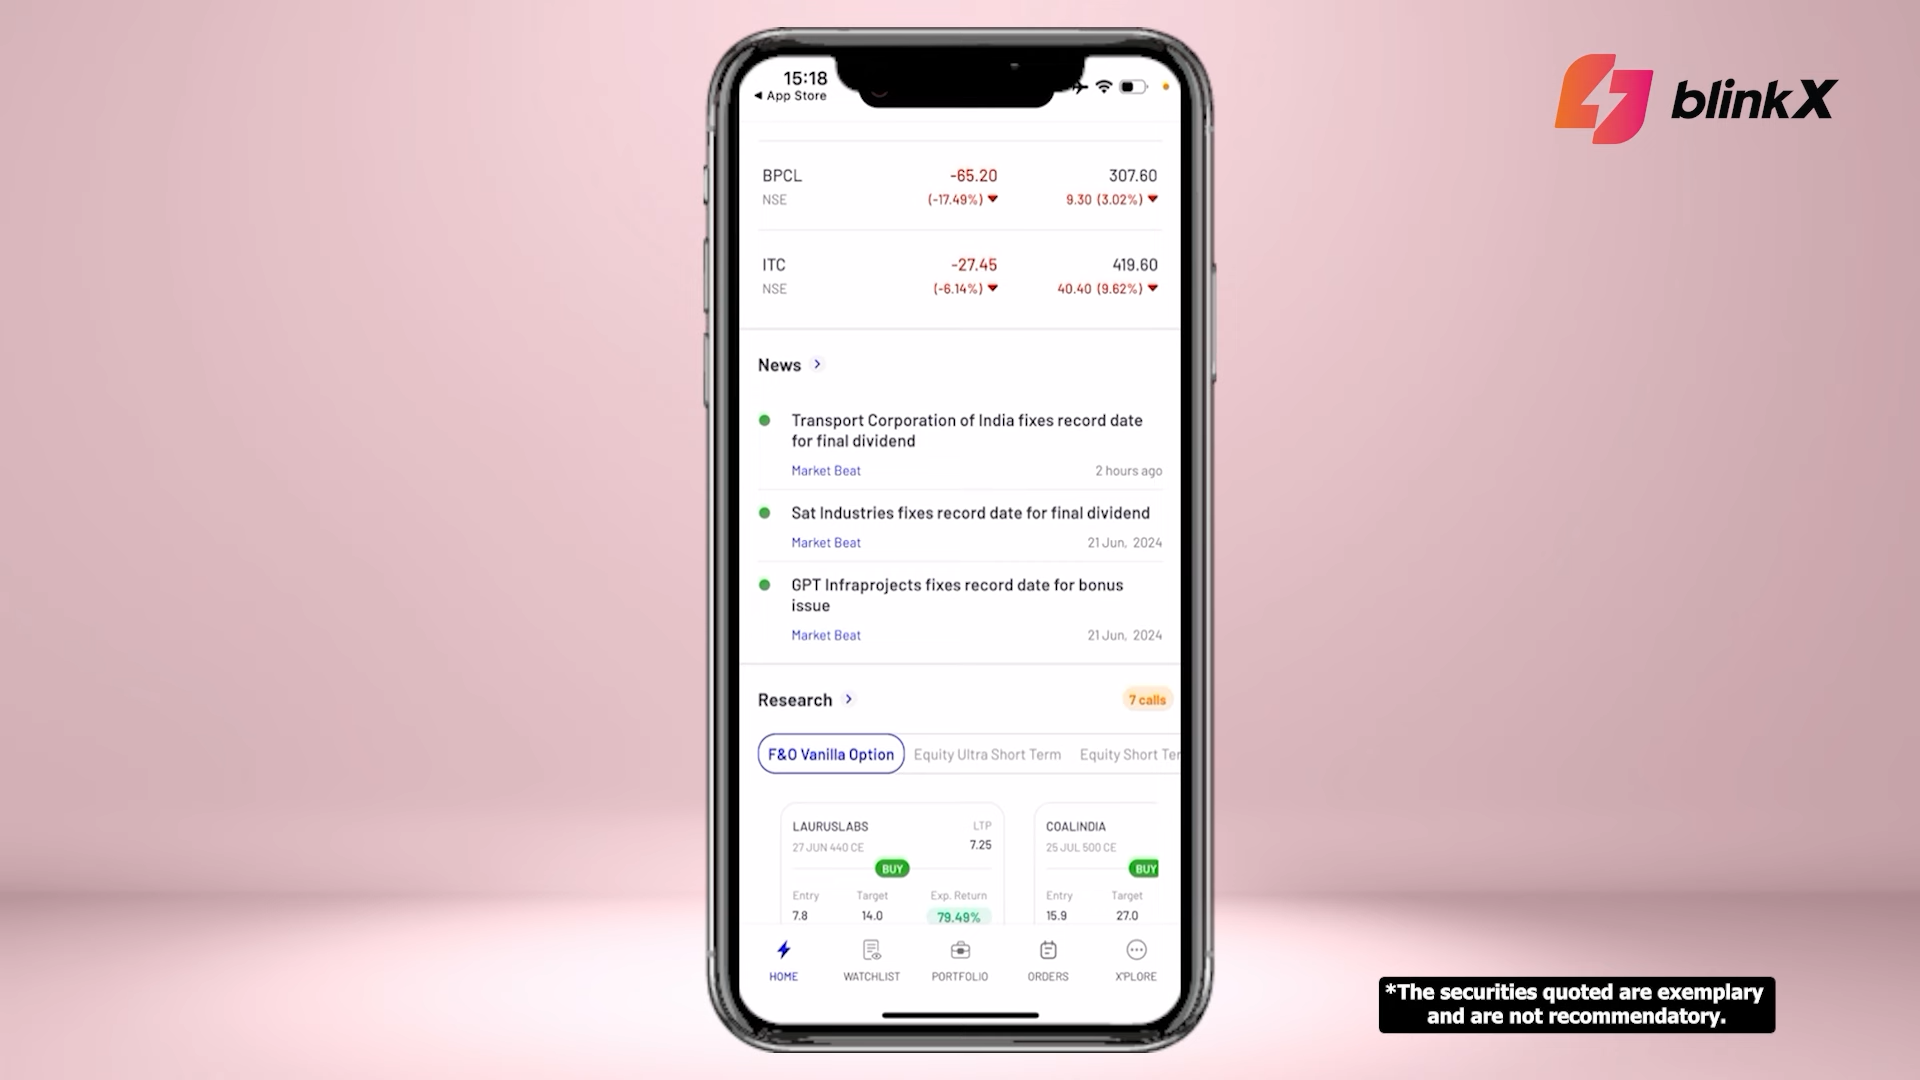 15:18
◀ App Store
blinkX
BPCL -65.20 307.60
NSE (-17.49%) 9.30 (3.02%)
ITC -27.45 419.60
NSE (-6.14%) 40.40 (9.62%)
News
Transport Corporation of India fixes record date
for final dividend
Market Beat 2 hours ago
Sat Industries fixes record date for final dividend
Market Beat 21 Jun, 2024
GPT Infraprojects fixes record date for bonus
issue
Market Beat 21 Jun, 2024
Research 7 calls
F&O Vanilla Option Equity Ultra Short Term Equity Short Ter
LAURUSLABS LTP
27 JUN 440 CE 7.25
BUY
Entry Target Exp. Return
7.8 14.0 79.49%
COALINDIA
25 JUL 500 CE
BUY
Entry Target
15.9 27.0
HOME WATCHLIST PORTFOLIO ORDERS X'PLORE
*The securities quoted are exemplary
and are not recommendatory.